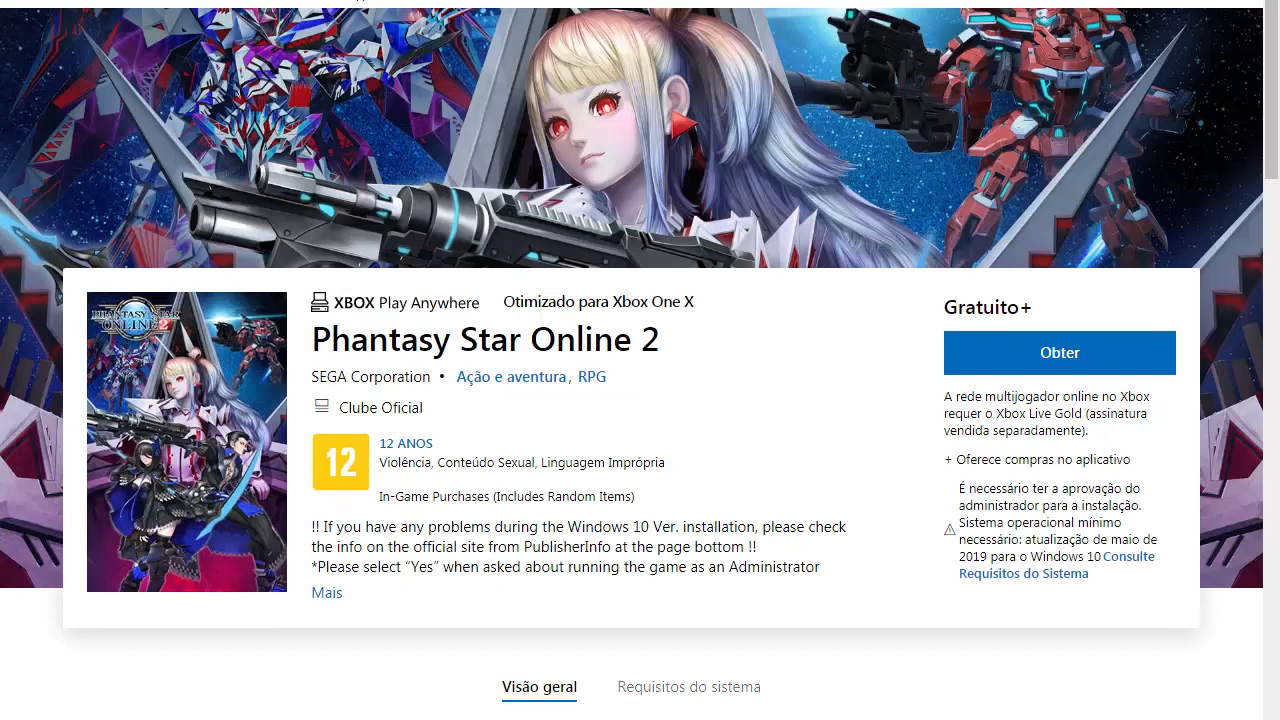 XBOX Play Anywhere
Otimizado para Xbox One X
Phantasy Star Online 2
SEGA Corporation • Ação e aventura, RPG
Clube Oficial
12
12 ANOS
Violência, Conteúdo Sexual, Linguagem Imprópria
In-Game Purchases (Includes Random Items)
!! If you have any problems during the Windows 10 Ver. installation, please check
the info on the official site from PublisherInfo at the page bottom !!
*Please select “Yes” when asked about running the game as an Administrator
Mais
PHANTASY STAR
ONLINE 2
Gratuito+
Obter
A rede multijogador online no Xbox
requer o Xbox Live Gold (assinatura
vendida separadamente).
+ Oferece compras no aplicativo
É necessário ter a aprovação do
administrador para a instalação.
Sistema operacional mínimo
necessário: atualização de maio de
2019 para o Windows 10 Consulte
Requisitos do Sistema
Visão geral
Requisitos do sistema